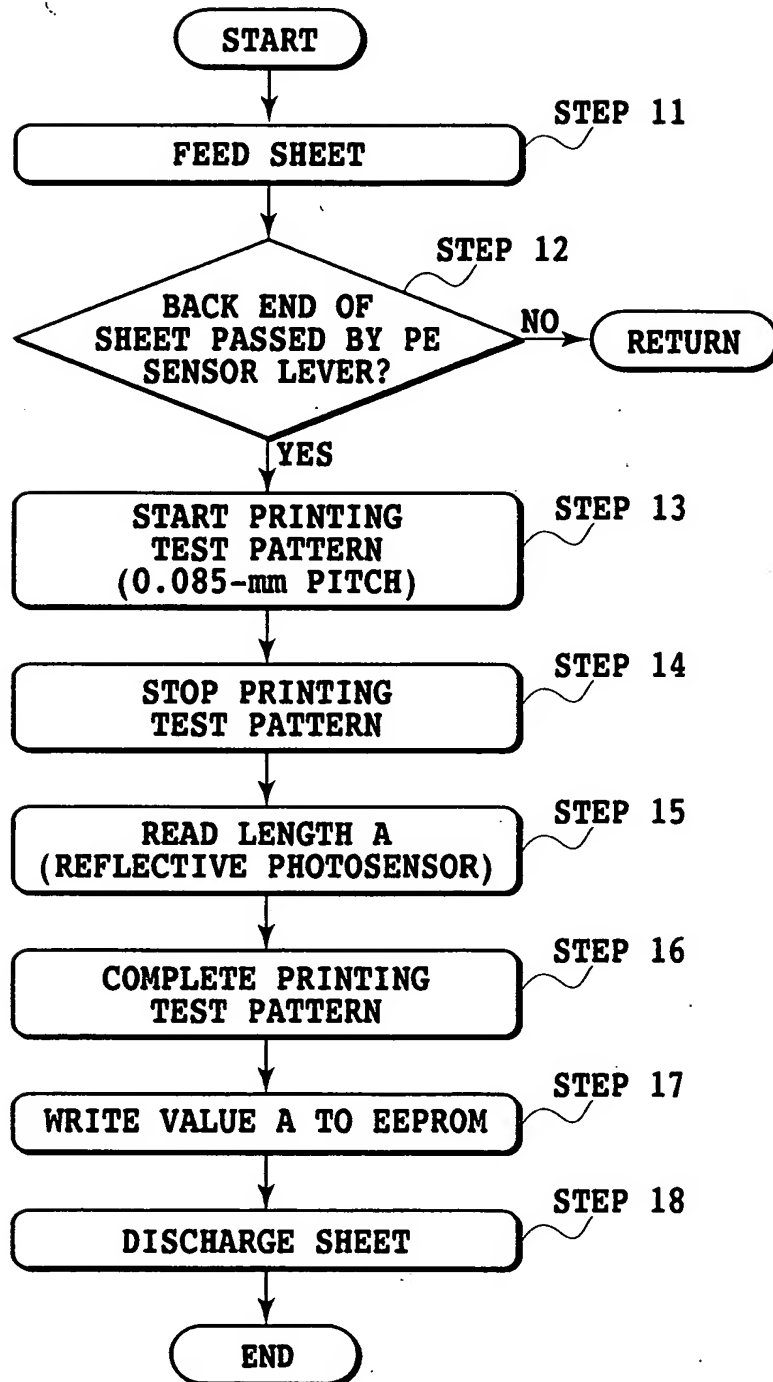 START
STEP 11
FEED SHEET
STEP 12
BACK END OF
SHEET PASSED BY PE
SENSOR LEVER?
NO
RETURN
YES
STEP 13
START PRINTING
TEST PATTERN
(0.085-mm PITCH)
STEP 14
STOP PRINTING
TEST PATTERN
STEP 15
READ LENGTH A
(REFLECTIVE PHOTOSENSOR)
STEP 16
COMPLETE PRINTING
TEST PATTERN
STEP 17
WRITE VALUE A TO EEPROM
STEP 18
DISCHARGE SHEET
END